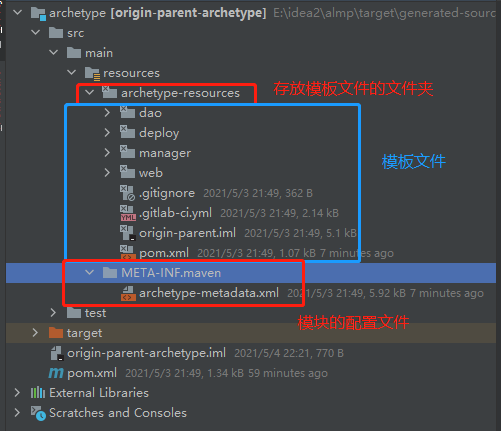 archetype [origin-parent-archetype] E:\idea2\almp\target\generated-sourc
src
main
resources
archetype-resources 存放模板文件的文件夹
dao
deploy
manager 模板文件
web
.gitignore 2021/5/3 21:49, 362 B
.gitlab-ci.yml 2021/5/3 21:49, 2.14 kB
origin-parent.iml 2021/5/3 21:49, 5.1 kB
pom.xml 2021/5/3 21:49, 1.07 kB 7 minutes ago
META-INF.maven
archetype-metadata.xml 2021/5/3 21:49, 5.92 kB 7 minutes ago
test 模块的配置文件
target
origin-parent-archetype.iml 2021/5/4 22:21, 770 B
pom.xml 2021/5/3 21:49, 1.34 kB 59 minutes ago
External Libraries
Scratches and Consoles